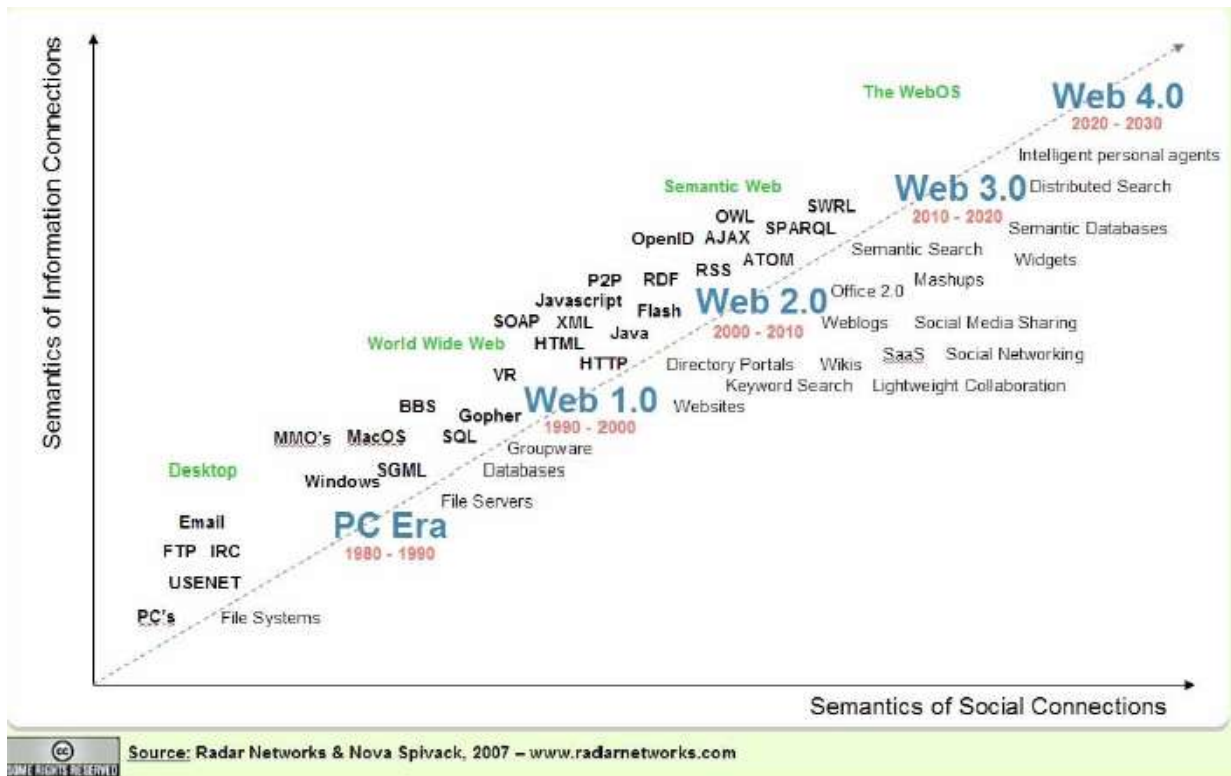 Semantics of Information Connections
The WebOS
Web 4.0
2020 - 2030
Intelligent personal agents
Semantic Web
Web 3.0
Distributed Search
2010 - 2020
SWRL
OWL
SPARQL
Semantic Databases
OpenID AJAX
Semantic Search
ATOM
Widgets
P2P RDF RSS
Mashups
Office 2.0
Javascript
Web 2.0
Flash
SOAP XML
2000 - 2010
Weblogs
Social Media Sharing
Java
World Wide Web
HTML
HTTP
Directory Portals
Wikis
SaaS
Social Networking
VR
Keyword Search
Lightweight Collaboration
BBS
Web 1.0
Websites
Gopher
1990 - 2000
MMO's
MacOS
SQL
Groupware
Desktop
SGML
Databases
Windows
File Servers
Email
PC Era
1980 - 1990
FTP IRC
USENET
PC's
File Systems
Semantics of Social Connections
cc
SOME RIGHTS RESERVED
Source: Radar Networks & Nova Spivack, 2007 – www.radarnetworks.com